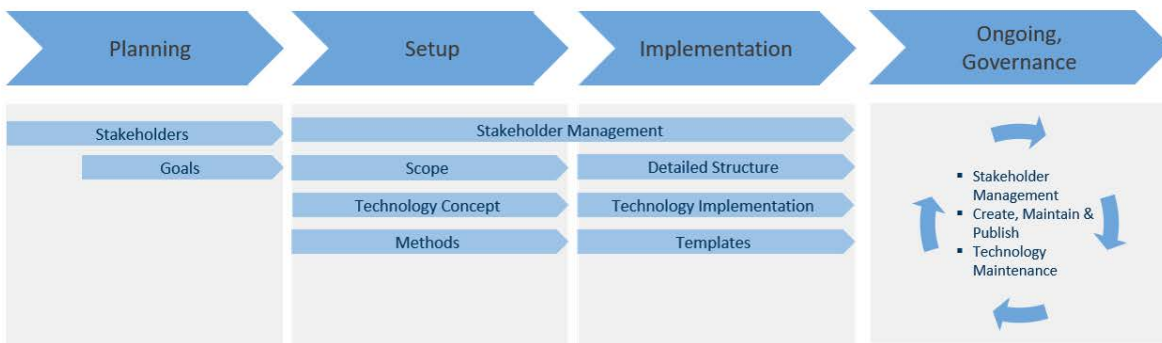 Planning
Setup
Implementation
Ongoing,
Governance
Stakeholders
Stakeholder Management
Goals
Scope
Detailed Structure
Technology Concept
Technology Implementation
Methods
Templates
▪ Stakeholder
Management
▪ Create, Maintain &
Publish
▪ Technology
Maintenance